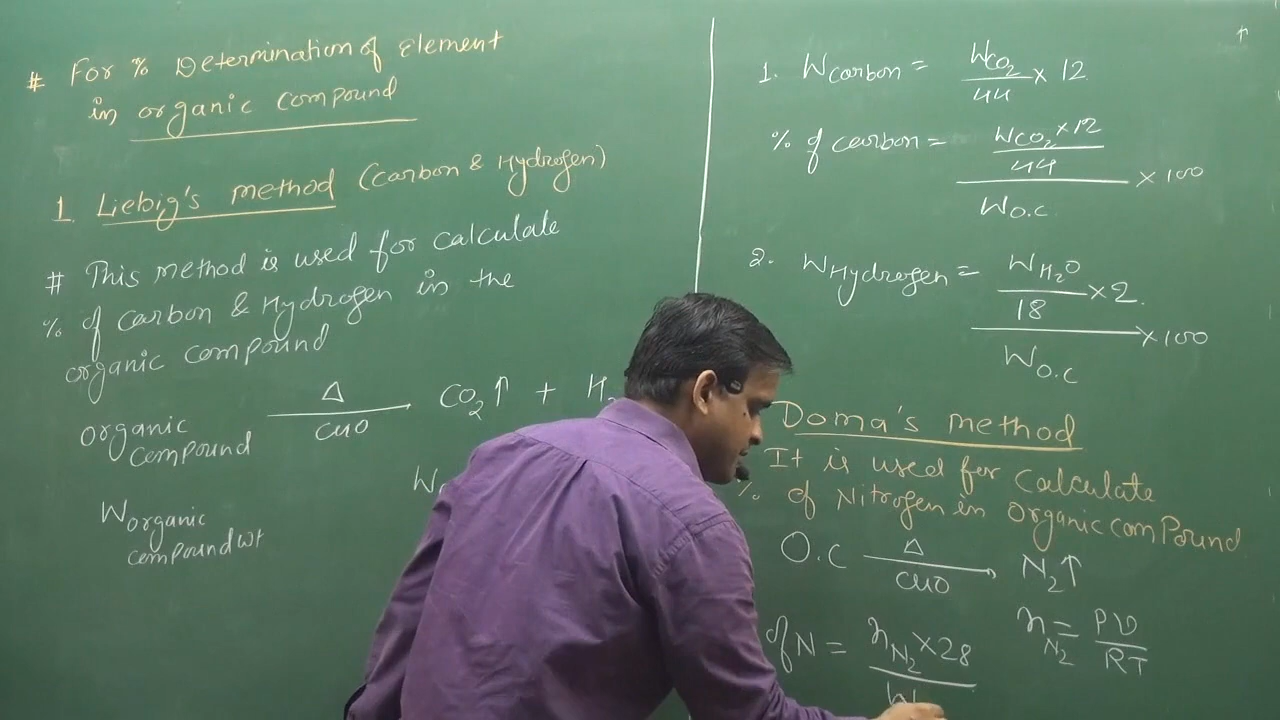 # For % Determination of Element
in organic compound
1. Liebig's method (Carbon & Hydrogen)
# This method is used for calculate
% of carbon & Hydrogen in the
organic compound
organic compound Δ CuO CO₂↑ + H₂
W organic compound wt
1. Wcarbon = WCO₂/44 × 12
% of carbon = (WCO₂×12/44)/WO.C × 100
2. WHydrogen = (WH₂O/18 × 2)/WO.C × 100
Doma's method
It is used for calculate
% of Nitrogen in organic compound
O.C Δ CuO N₂↑
of N = nN₂×28/W
nN₂ = PV/RT